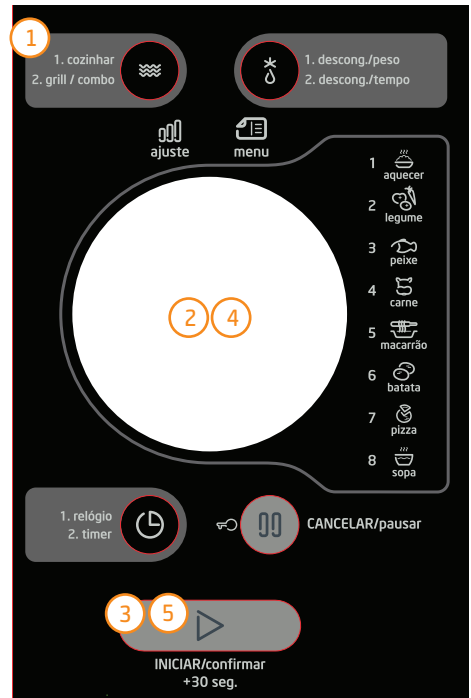 1
1. cozinhar
2. grill / combo
1. descong./peso
2. descong./tempo
ajuste
menu
1 aquecer
2 legume
3 peixe
4 carne
5 macarrão
6 batata
7 pizza
8 sopa
2 4
1. relógio
2. timer
CANCELAR/pausar
3 5
INICIAR/confirmar
+30 seg.